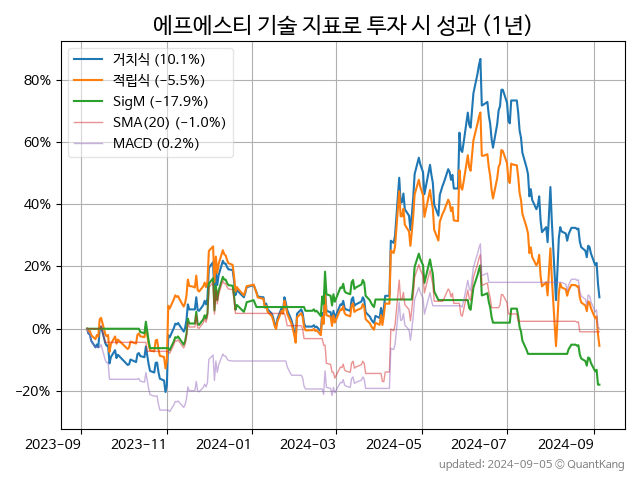 에프에스티 기술 지표로 투자 시 성과 (1년)
거치식 (10.1%)
적립식 (−5.5%)
SigM (−17.9%)
SMA(20) (−1.0%)
MACD (0.2%)
80%
60%
40%
20%
0%
−20%
2023-09 2023-11 2024-01 2024-03 2024-05 2024-07 2024-09
updated: 2024-09-05 © QuantKang